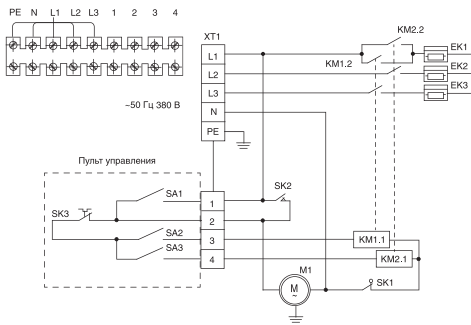 PE N L1 L2 L3 1 2 3 4
XT1
KM2.2
L1
KM1.2
EK1
L2
EK2
L3
EK3
~50 Гц 380 В
N
PE
Пульт управления
SA1
1
SK2
SK3
2
SA2
3
KM1.1
SA3
4
KM2.1
M1
M
~
SK1